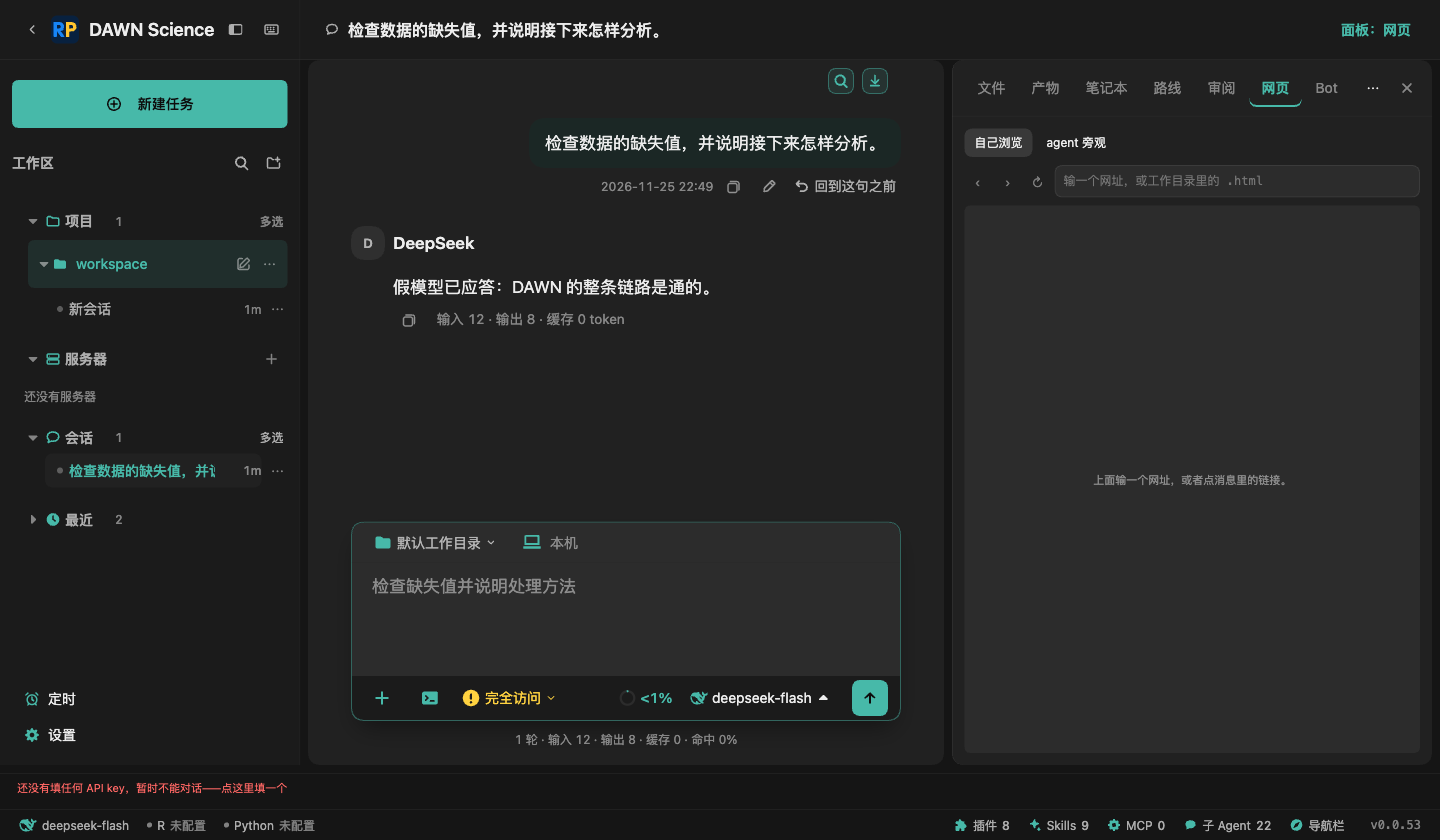 RP DAWN Science
检查数据的缺失值，并说明接下来怎样分析。
面板：网页
新建任务
工作区
项目 1 多选
workspace
新会话 1m
服务器
还没有服务器
会话 1 多选
检查数据的缺失值，并 1m
最近 2
定时
设置
检查数据的缺失值，并说明接下来怎样分析。
2026-11-25 22:49 回到这句之前
D DeepSeek
假模型已应答：DAWN 的整条链路是通的。
输入 12 · 输出 8 · 缓存 0 token
默认工作目录 本机
检查缺失值并说明处理方法
完全访问 <1% deepseek-flash
1 轮 · 输入 12 · 输出 8 · 缓存 0 · 命中 0%
文件 产物 笔记本 路线 审阅 网页 Bot
自己浏览 agent 旁观
输一个网址，或工作目录里的 .html
上面输一个网址，或者点消息里的链接。
还没有填任何 API key，暂时不能对话——点这里填一个
deepseek-flash R 未配置 Python 未配置
插件 8 Skills 9 MCP 0 子 Agent 22 导航栏 v0.0.53